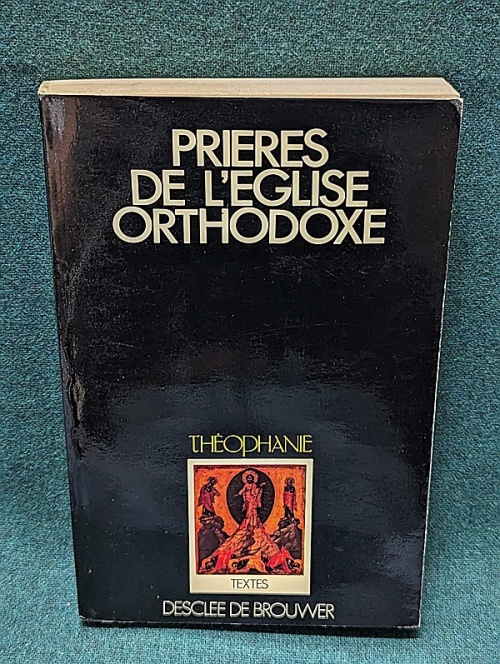 PRIERES
DE L'EGLISE
ORTHODOXE
THÉOPHANIE
TEXTES
DESCLEE DE BROUWER